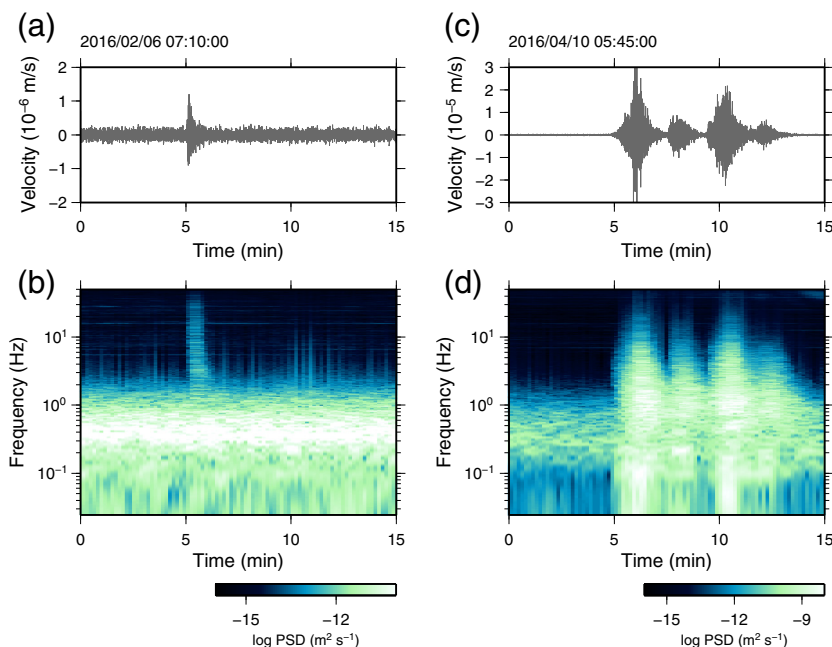 (a)
2016/02/06 07:10:00
Velocity (10⁻⁶ m/s)
2
1
0
−1
−2
0 5 10 15
Time (min)
(c)
2016/04/10 05:45:00
Velocity (10⁻⁵ m/s)
3
2
1
0
−1
−2
−3
0 5 10 15
Time (min)
(b)
Frequency (Hz)
10¹
10⁰
10⁻¹
0 5 10 15
Time (min)
−15 −12
log PSD (m² s⁻¹)
(d)
Frequency (Hz)
10¹
10⁰
10⁻¹
0 5 10 15
Time (min)
−15 −12 −9
log PSD (m² s⁻¹)